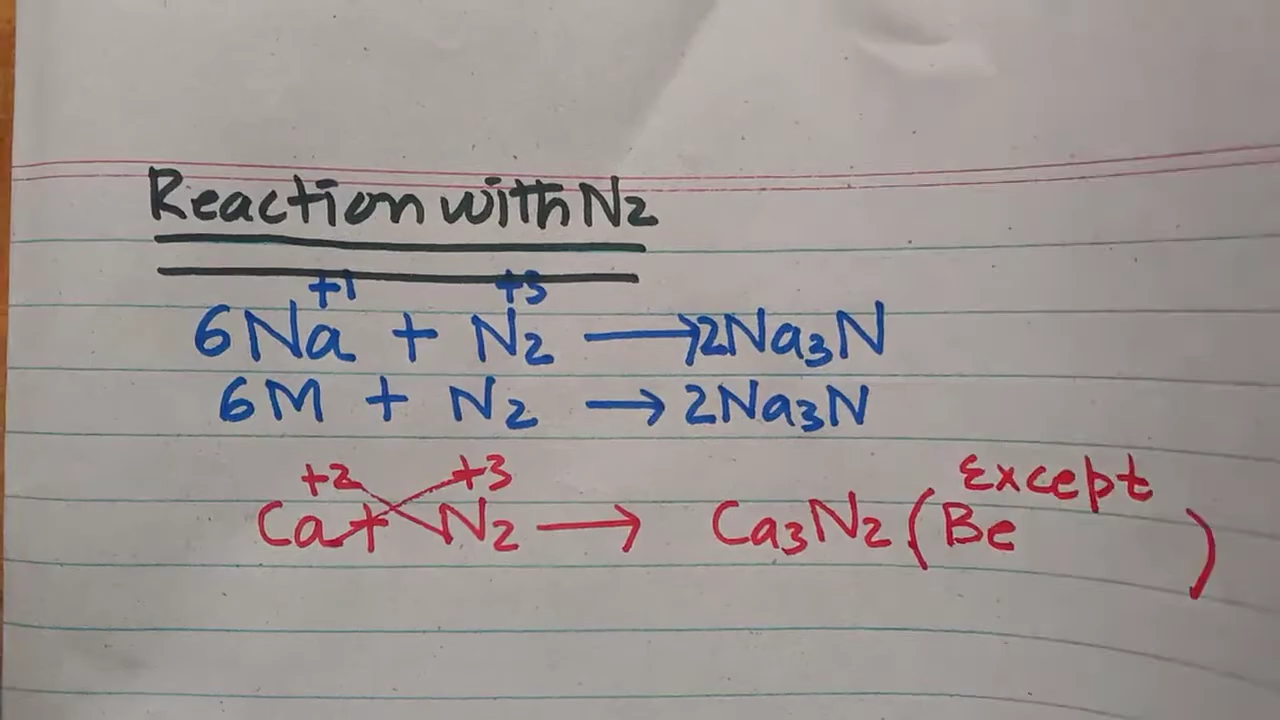 Reaction with N2
+1 +3
6Na + N2 → 2Na3N
6M + N2 → 2Na3N
+2 +3 Except
Ca + N2 → Ca3N2 (Be )